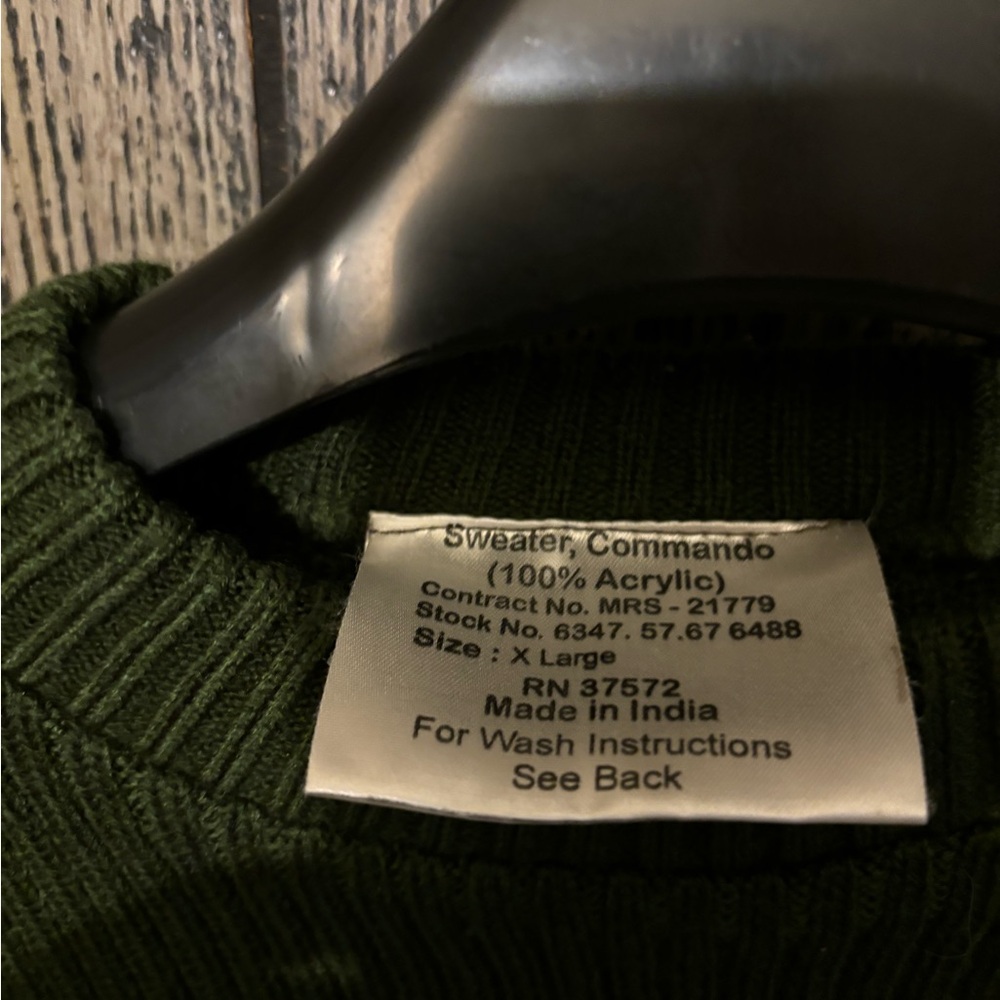 Sweater, Commando
(100% Acrylic)
Contract No. MRS - 21779
Stock No. 6347. 57.67 6488
Size : X Large
RN 37572
Made in India
For Wash Instructions
See Back